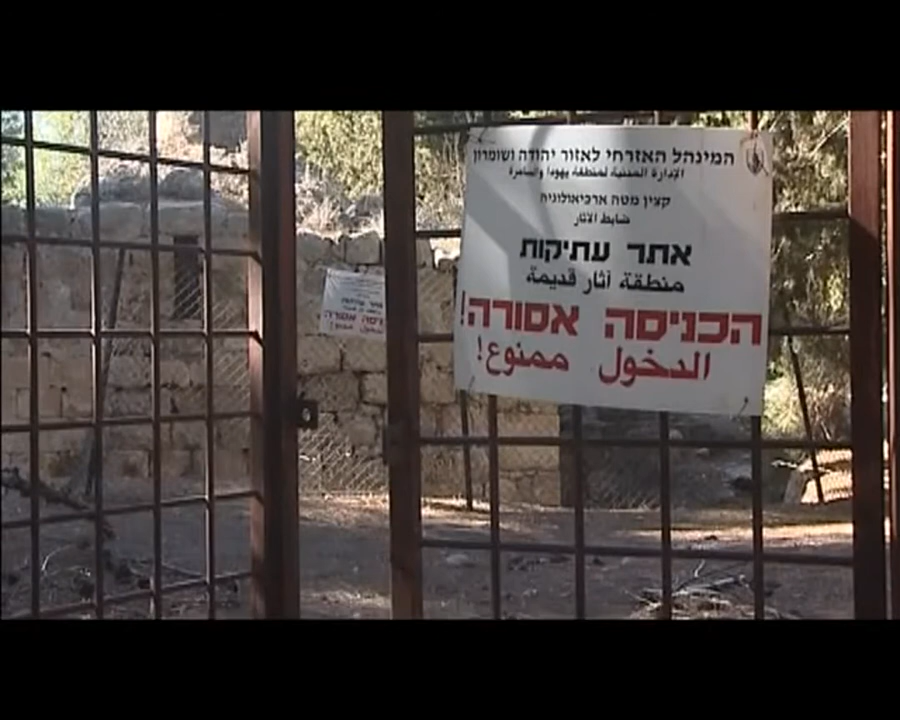 המינהל האזרחי לאזור יהודה ושומרון
الإدارة المدنية لمنطقة يهودا والسامرة
קצין מטה ארכיאולוגיה
ضابط الاثار
אתר עתיקות
منطقة آثار قديمة
הכניסה אסורה!
الدخول ممنوع!